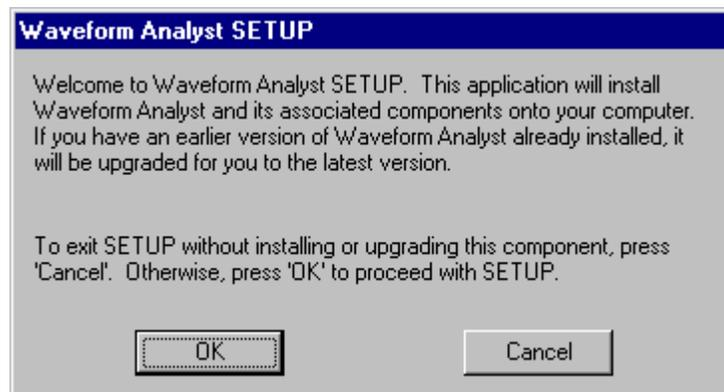 Waveform Analyst SETUP
Welcome to Waveform Analyst SETUP.  This application will install
Waveform Analyst and its associated components onto your computer.
If you have an earlier version of Waveform Analyst already installed, it
will be upgraded for you to the latest version.
To exit SETUP without installing or upgrading this component, press
'Cancel'.  Otherwise, press 'OK' to proceed with SETUP.
OK
Cancel